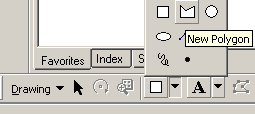 New Polygon
Favorites Index S
Drawing A